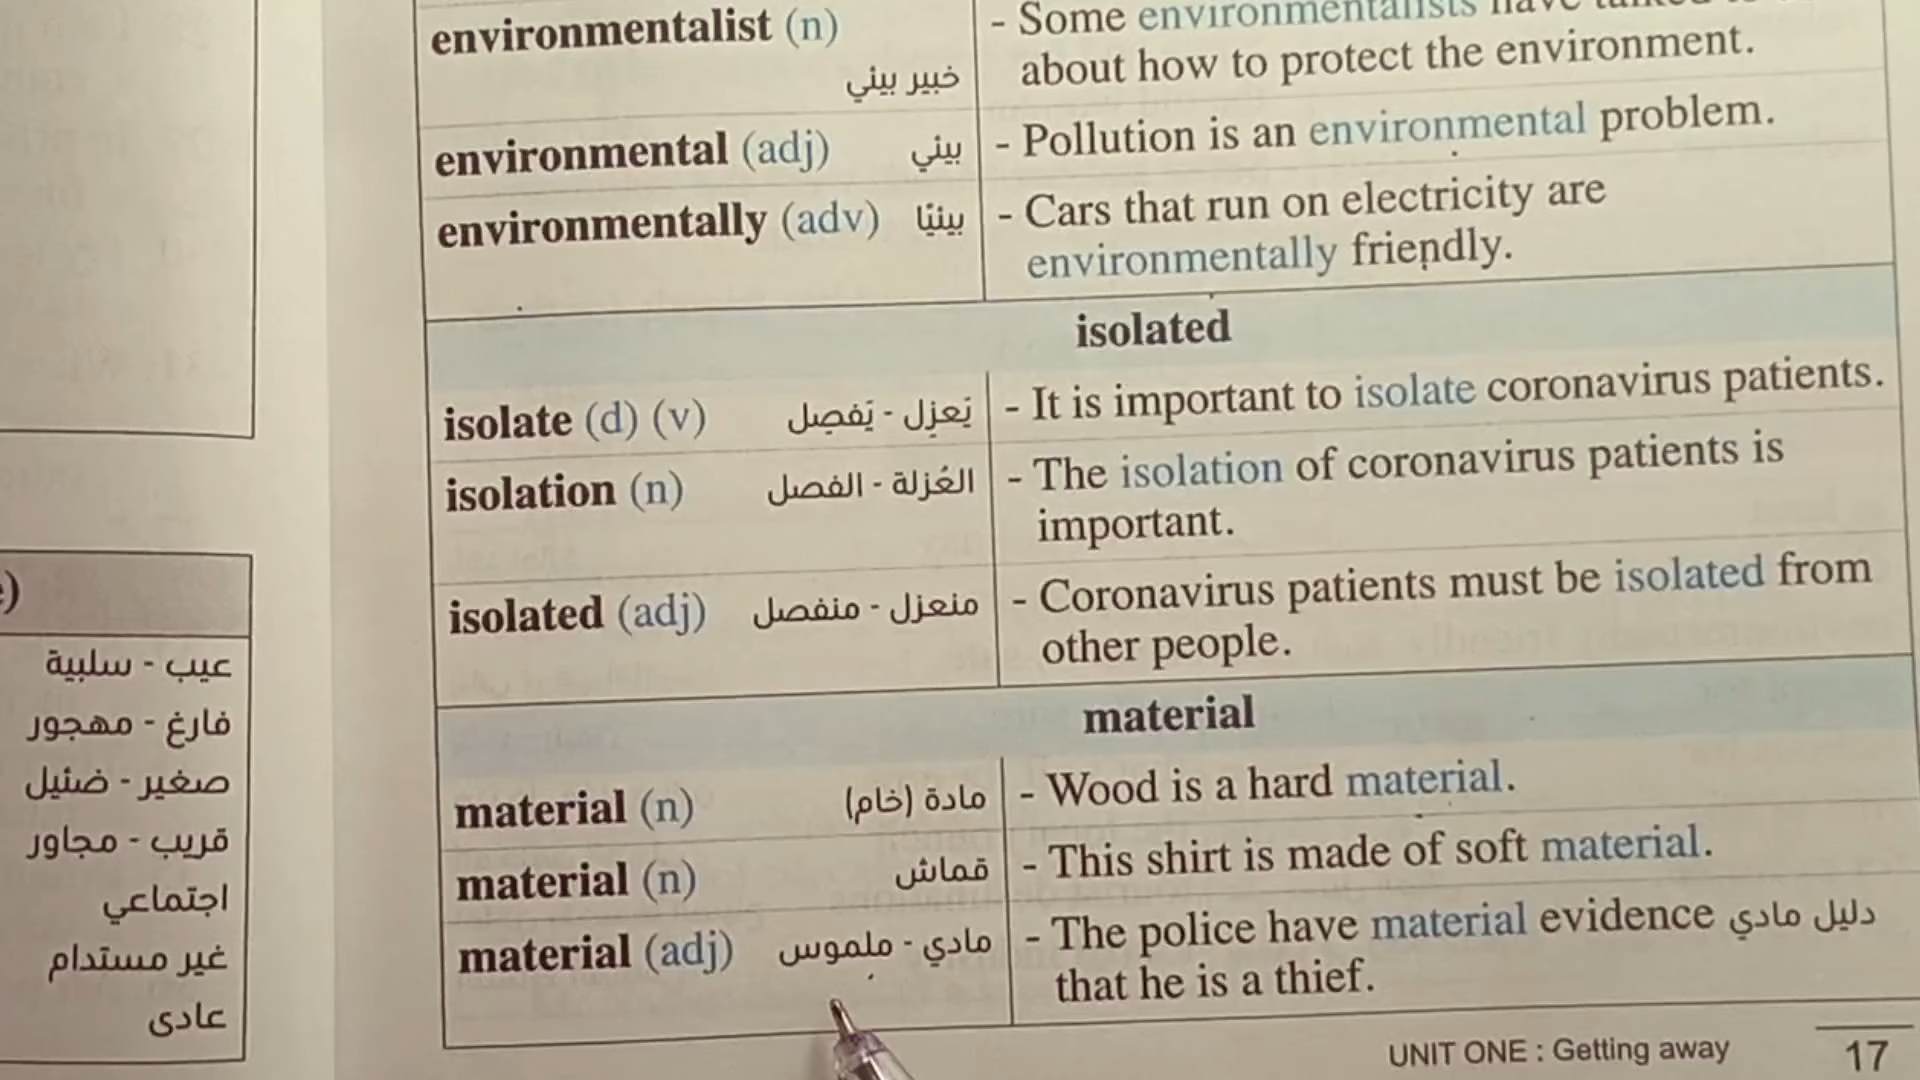 environmentalist (n)
خبير بيئي
- Some environmentalists have talked to
about how to protect the environment.
environmental (adj) بيئي
- Pollution is an environmental problem.
environmentally (adv) بيئيًا
- Cars that run on electricity are
environmentally friendly.
isolated
isolate (d) (v) يَعزِل - يَفصِل
- It is important to isolate coronavirus patients.
isolation (n) العُزلة - الفصل
- The isolation of coronavirus patients is
important.
isolated (adj) منعزل - منفصل
- Coronavirus patients must be isolated from
other people.
material
material (n) مادة (خام)
- Wood is a hard material.
material (n) قماش
- This shirt is made of soft material.
material (adj) مادي - ملموس
- The police have material evidence دليل مادي
that he is a thief.
UNIT ONE : Getting away 17
عيب - سلبية
فارغ - مهجور
صغير - ضئيل
قريب - مجاور
اجتماعي
غير مستدام
عادى